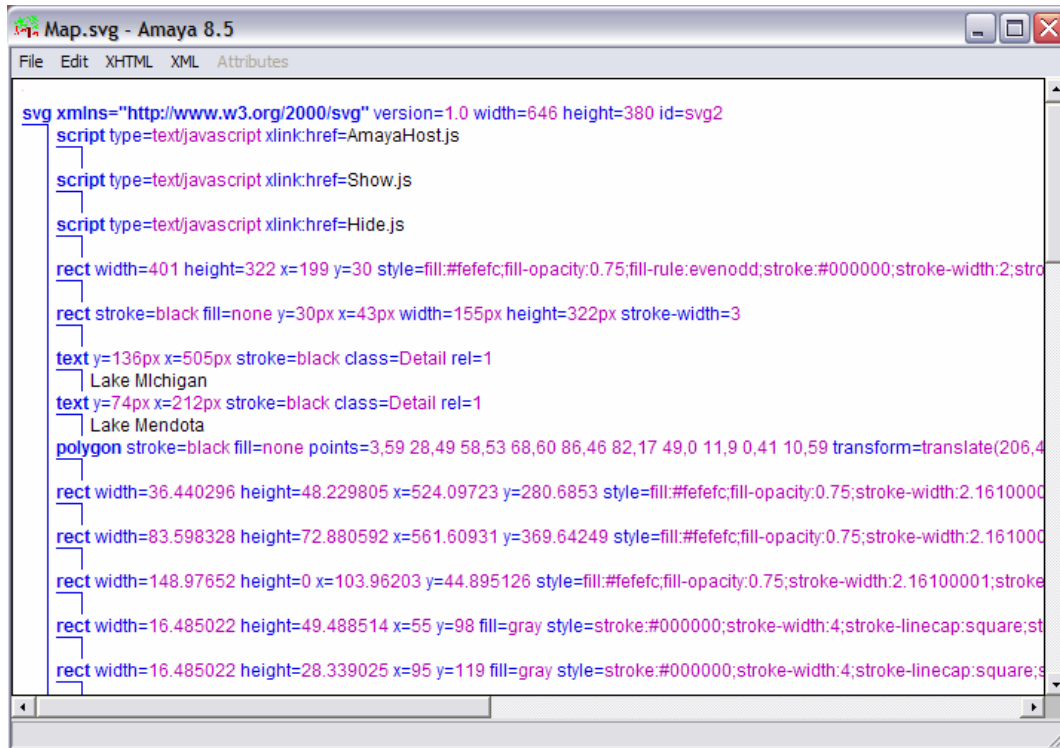 Map.svg - Amaya 8.5
File Edit XHTML XML Attributes
svg xmlns="http://www.w3.org/2000/svg" version=1.0 width=646 height=380 id=svg2
script type=text/javascript xlink:href=AmayaHost.js
script type=text/javascript xlink:href=Show.js
script type=text/javascript xlink:href=Hide.js
rect width=401 height=322 x=199 y=30 style=fill:#fefefc;fill-opacity:0.75;fill-rule:evenodd;stroke:#000000;stroke-width:2;stro
rect stroke=black fill=none y=30px x=43px width=155px height=322px stroke-width=3
text y=136px x=505px stroke=black class=Detail rel=1
Lake MIchigan
text y=74px x=212px stroke=black class=Detail rel=1
Lake Mendota
polygon stroke=black fill=none points=3,59 28,49 58,53 68,60 86,46 82,17 49,0 11,9 0,41 10,59 transform=translate(206,4
rect width=36.440296 height=48.229805 x=524.09723 y=280.6853 style=fill:#fefefc;fill-opacity:0.75;stroke-width:2.1610000
rect width=83.598328 height=72.880592 x=561.60931 y=369.64249 style=fill:#fefefc;fill-opacity:0.75;stroke-width:2.161000
rect width=148.97652 height=0 x=103.96203 y=44.895126 style=fill:#fefefc;fill-opacity:0.75;stroke-width:2.16100001;stroke
rect width=16.485022 height=49.488514 x=55 y=98 fill=gray style=stroke:#000000;stroke-width:4;stroke-linecap:square;st
rect width=16.485022 height=28.339025 x=95 y=119 fill=gray style=stroke:#000000;stroke-width:4;stroke-linecap:square;s